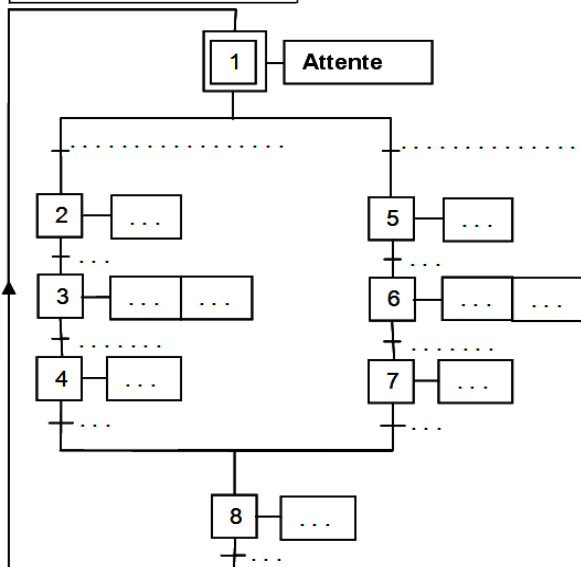 1 Attente
. . . . . . . . . . . . . . . . . . . . . . . . . . . . . . . . .
2 . . . 5 . . .
. . . . . .
3 . . . . . . 6 . . . . . .
. . . . . . . . . . . . . .
4 . . . 7 . . .
. . . . . .
8 . . .
. . .